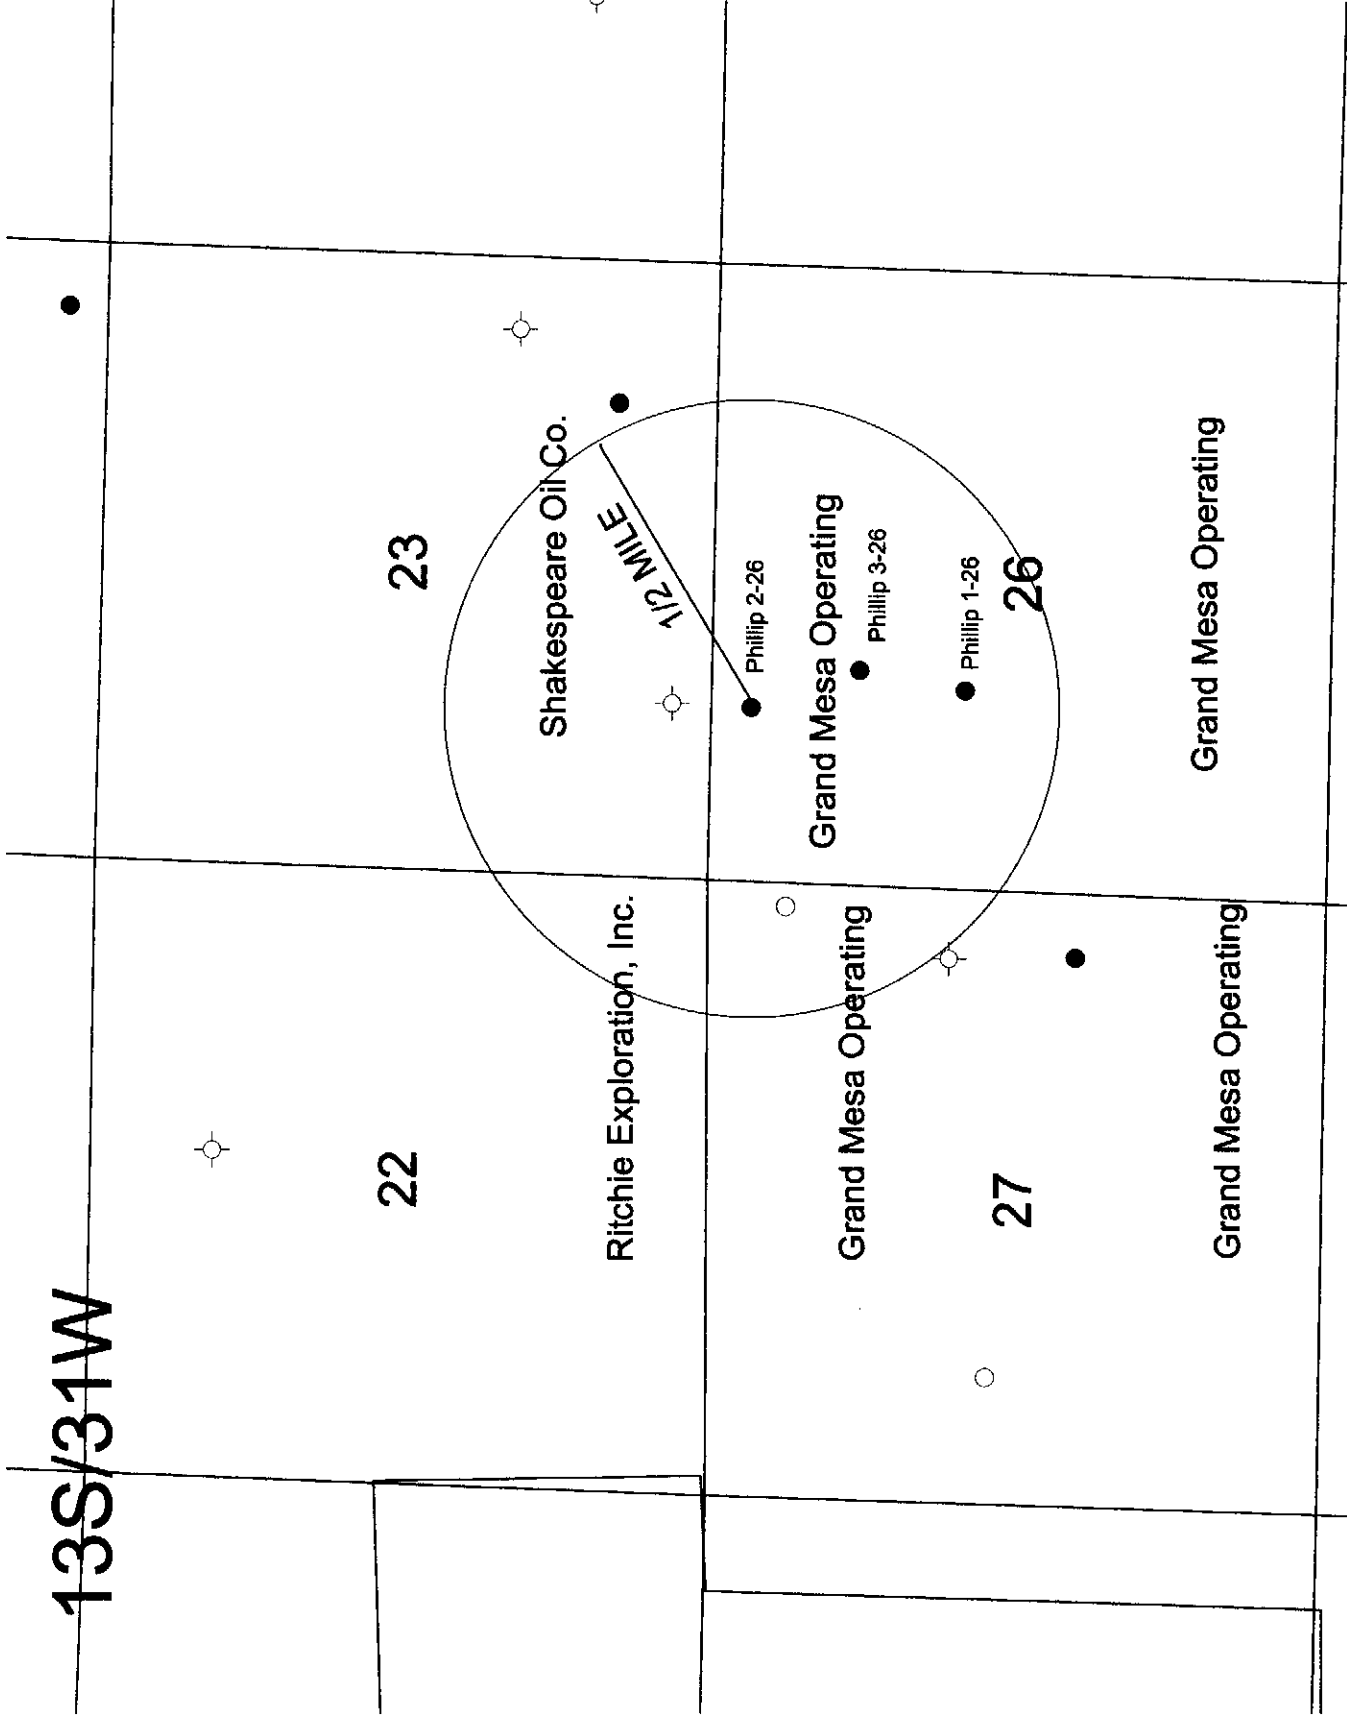 13S/31W
22
23
Ritchie Exploration, Inc.
Shakespeare Oil Co.
1/2 MILE
Phillip 2-26
Grand Mesa Operating
Grand Mesa Operating
Phillip 3-26
Phillip 1-26
27
26
Grand Mesa Operating
Grand Mesa Operating